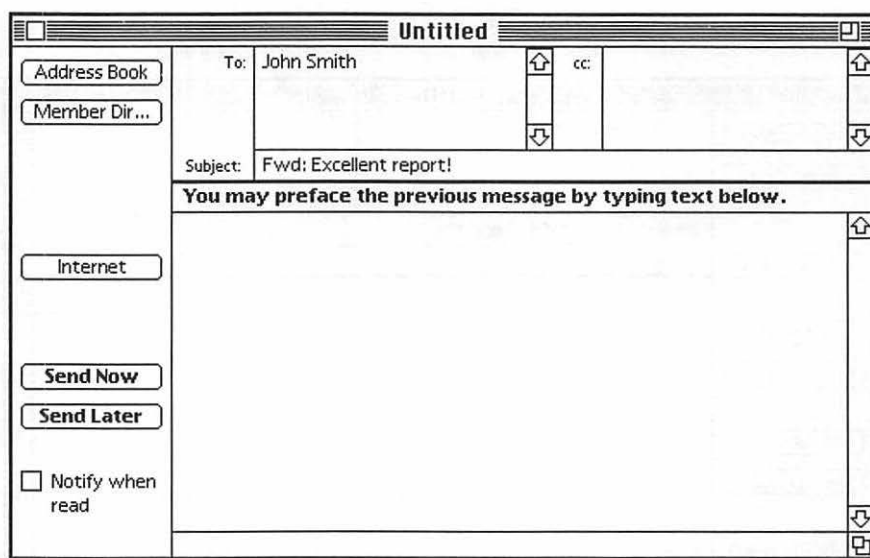 Untitled
Address Book
Member Dir...
To: John Smith
cc:
Subject: Fwd: Excellent report!
You may preface the previous message by typing text below.
Internet
Send Now
Send Later
Notify when
read